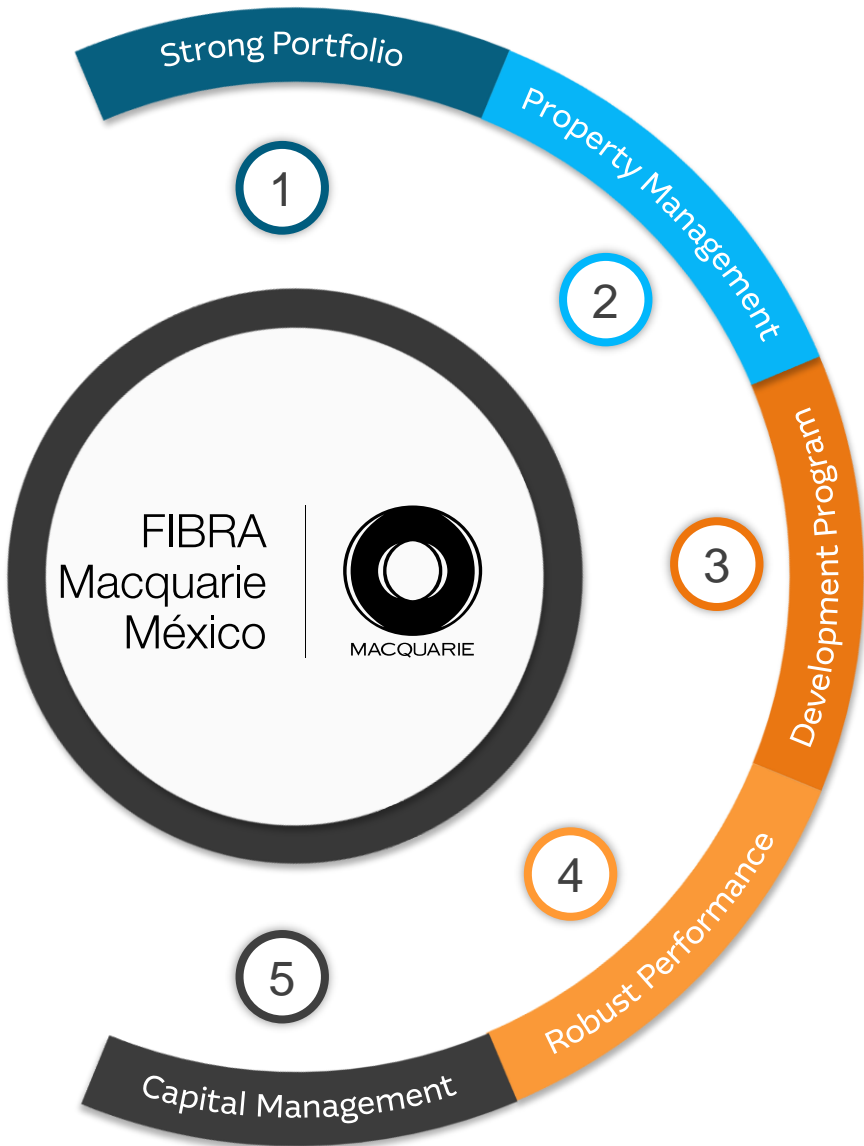 Strong Portfolio
1
Property Management
2
Development Program
3
FIBRA
Macquarie
México
MACQUARIE
4
Robust Performance
5
Capital Management